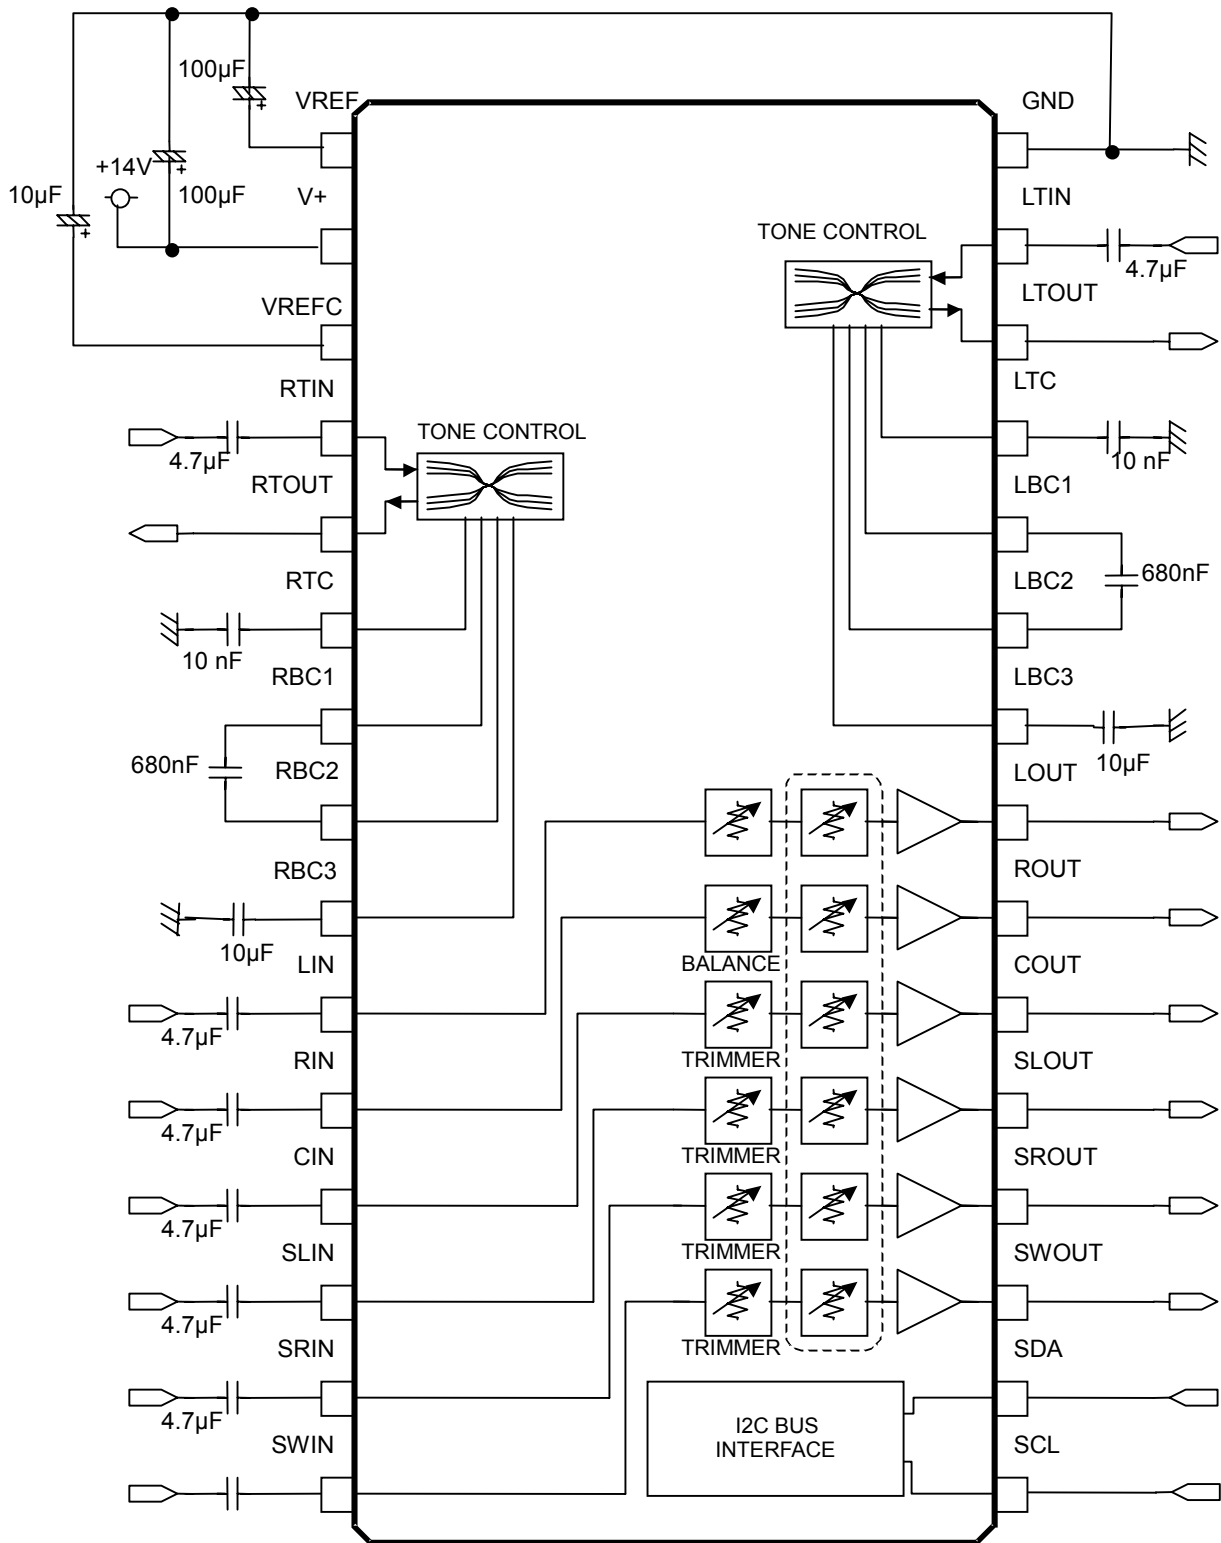 100µF
VREF
GND
+14V
10µF
100µF
V+
LTIN
TONE CONTROL
4.7µF
VREFC
LTOUT
RTIN
LTC
TONE CONTROL
4.7µF
10 nF
RTOUT
LBC1
RTC
LBC2
680nF
10 nF
RBC1
LBC3
680nF
RBC2
LOUT
10µF
RBC3
ROUT
10µF
LIN
BALANCE
COUT
4.7µF
RIN
TRIMMER
SLOUT
4.7µF
CIN
TRIMMER
SROUT
4.7µF
SLIN
TRIMMER
SWOUT
4.7µF
SRIN
TRIMMER
SDA
4.7µF
SWIN
I2C BUS
INTERFACE
SCL